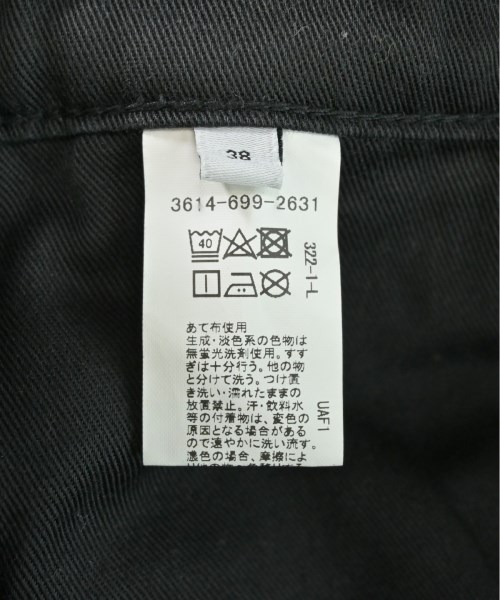 38
3614-699-2631
40
322-1-L
あて布使用
生成・淡色系の色物は
無蛍光洗剤使用。すす
ぎは十分行う。他の物
と分けて洗う。つけ置
き洗い・濡れたままの
放置禁止。汗・飲料水
等の付着物は、変色の
原因となる場合がある
ので速やかに洗い流す。
濃色の場合、摩擦によ
UAF1